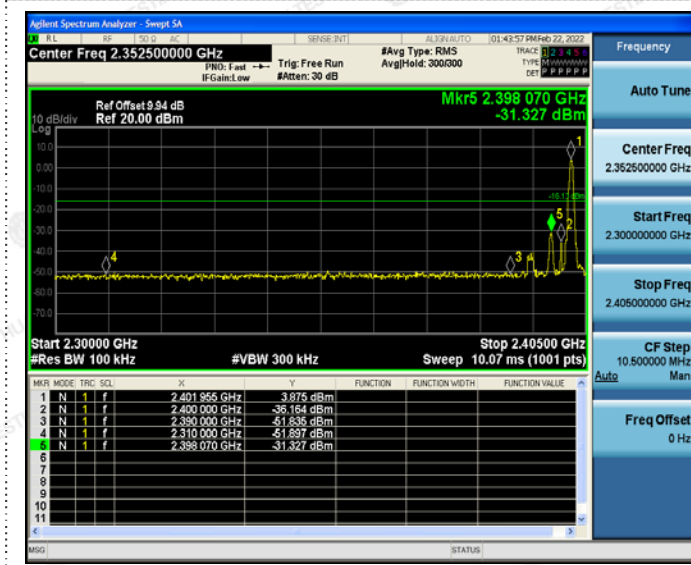 Agilent Spectrum Analyzer - Swept SA
RL RF 50 Ω AC SENSE:INT ALIGN AUTO 01:43:57 PM Feb 22, 2022
Center Freq 2.352500000 GHz
PNO: Fast
IFGain:Low
Trig: Free Run
#Atten: 30 dB
#Avg Type: RMS
Avg|Hold: 300/300
TRACE 1 2 3 4 5 6
TYPE MWWWWW
DET P P P P P P
Ref Offset 9.94 dB
Ref 20.00 dBm
10 dB/div
Log
Mkr5 2.398 070 GHz
-31.327 dBm
10.0
0.00
-10.0
-20.0
-30.0
-40.0
-50.0
-60.0
-70.0
-16.13 dBm
1
5
2
3
4
Start 2.30000 GHz Stop 2.40500 GHz
#Res BW 100 kHz #VBW 300 kHz Sweep 10.07 ms (1001 pts)
MKR MODE TRC SCL X Y FUNCTION FUNCTION WIDTH FUNCTION VALUE
1 N 1 f 2.401 955 GHz 3.875 dBm
2 N 1 f 2.400 000 GHz -36.164 dBm
3 N 1 f 2.390 000 GHz -51.835 dBm
4 N 1 f 2.310 000 GHz -51.897 dBm
5 N 1 f 2.398 070 GHz -31.327 dBm
6
7
8
9
10
11
MSG STATUS
Frequency
Auto Tune
Center Freq
2.352500000 GHz
Start Freq
2.300000000 GHz
Stop Freq
2.405000000 GHz
CF Step
10.500000 MHz
Auto Man
Freq Offset
0 Hz